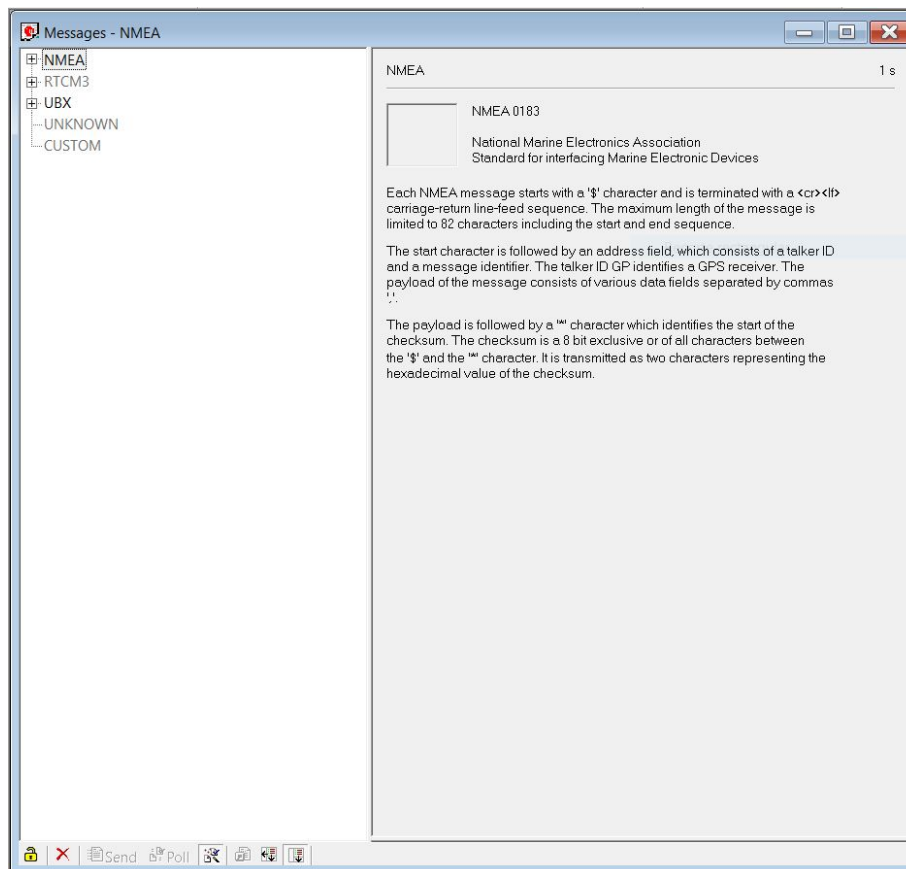 Messages - NMEA
NMEA
RTCM3
UBX
UNKNOWN
CUSTOM
NMEA 1 s
NMEA 0183
National Marine Electronics Association
Standard for interfacing Marine Electronic Devices
Each NMEA message starts with a '$' character and is terminated with a <cr><lf>
carriage-return line-feed sequence. The maximum length of the message is
limited to 82 characters including the start and end sequence.
The start character is followed by an address field, which consists of a talker ID
and a message identifier. The talker ID GP identifies a GPS receiver. The
payload of the message consists of various data fields separated by commas
','.
The payload is followed by a '*' character which identifies the start of the
checksum. The checksum is a 8 bit exclusive or of all characters between
the '$' and the '*' character. It is transmitted as two characters representing the
hexadecimal value of the checksum.
Send Poll